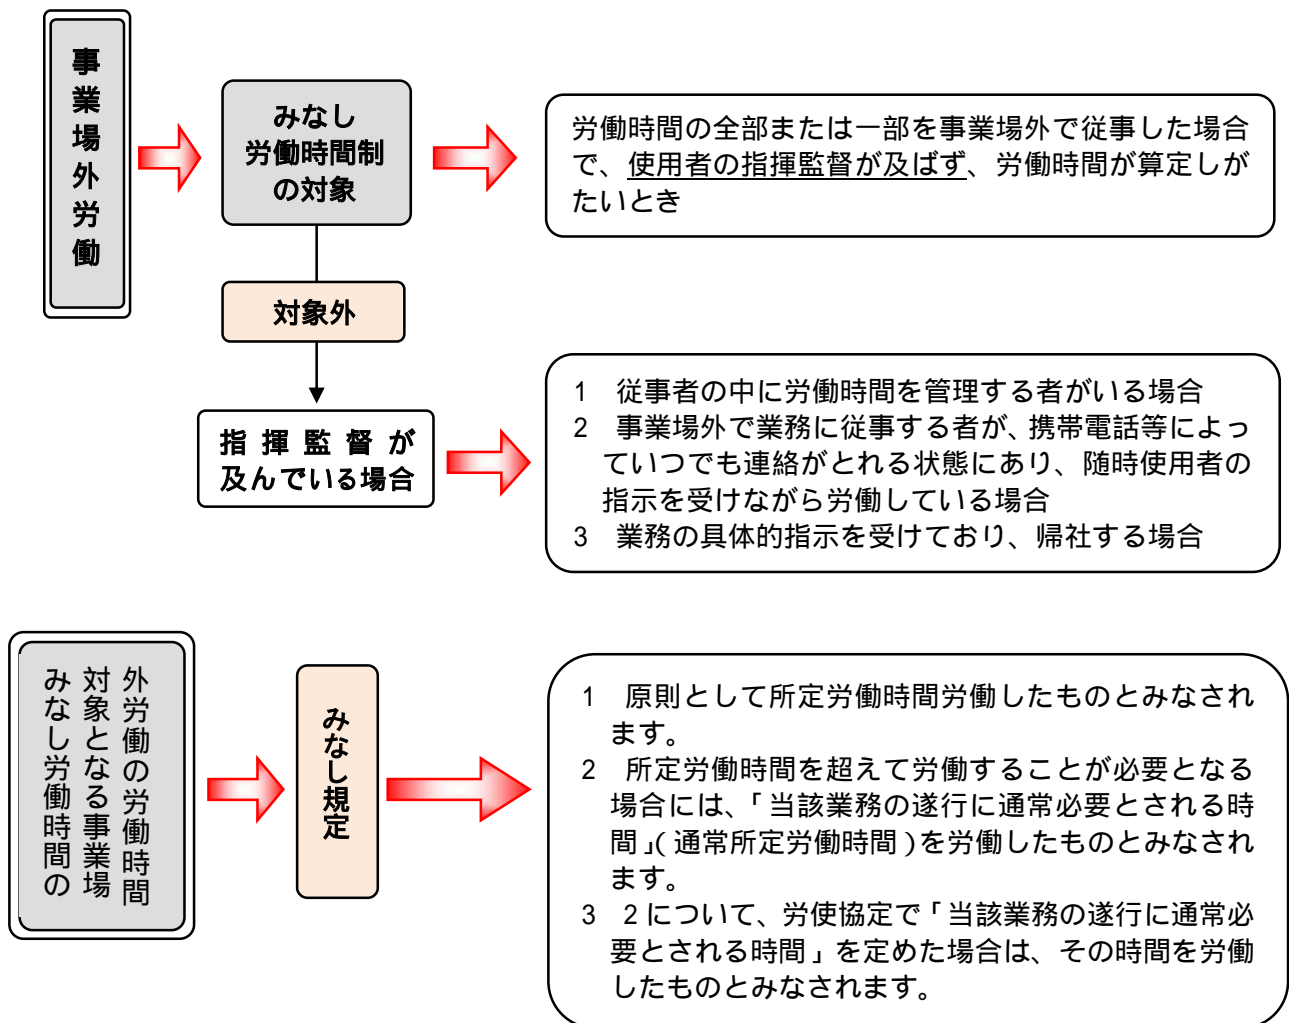 事業場外労働
みなし
労働時間制
の対象
労働時間の全部または一部を事業場外で従事した場合
で、使用者の指揮監督が及ばず、労働時間が算定しが
たいとき
対象外
指揮監督が
及んでいる場合
1 従事者の中に労働時間を管理する者がいる場合
2 事業場外で業務に従事する者が、携帯電話等によっ
ていつでも連絡がとれる状態にあり、随時使用者の
指示を受けながら労働している場合
3 業務の具体的指示を受けており、帰社する場合
みなし労働時間の
対象となる事業場
外労働の労働時間
みなし規定
1 原則として所定労働時間労働したものとみなされ
ます。
2 所定労働時間を超えて労働することが必要となる
場合には、「当該業務の遂行に通常必要とされる時
間」(通常所定労働時間)を労働したものとみなされ
ます。
3 2について、労使協定で「当該業務の遂行に通常必
要とされる時間」を定めた場合は、その時間を労働
したものとみなされます。